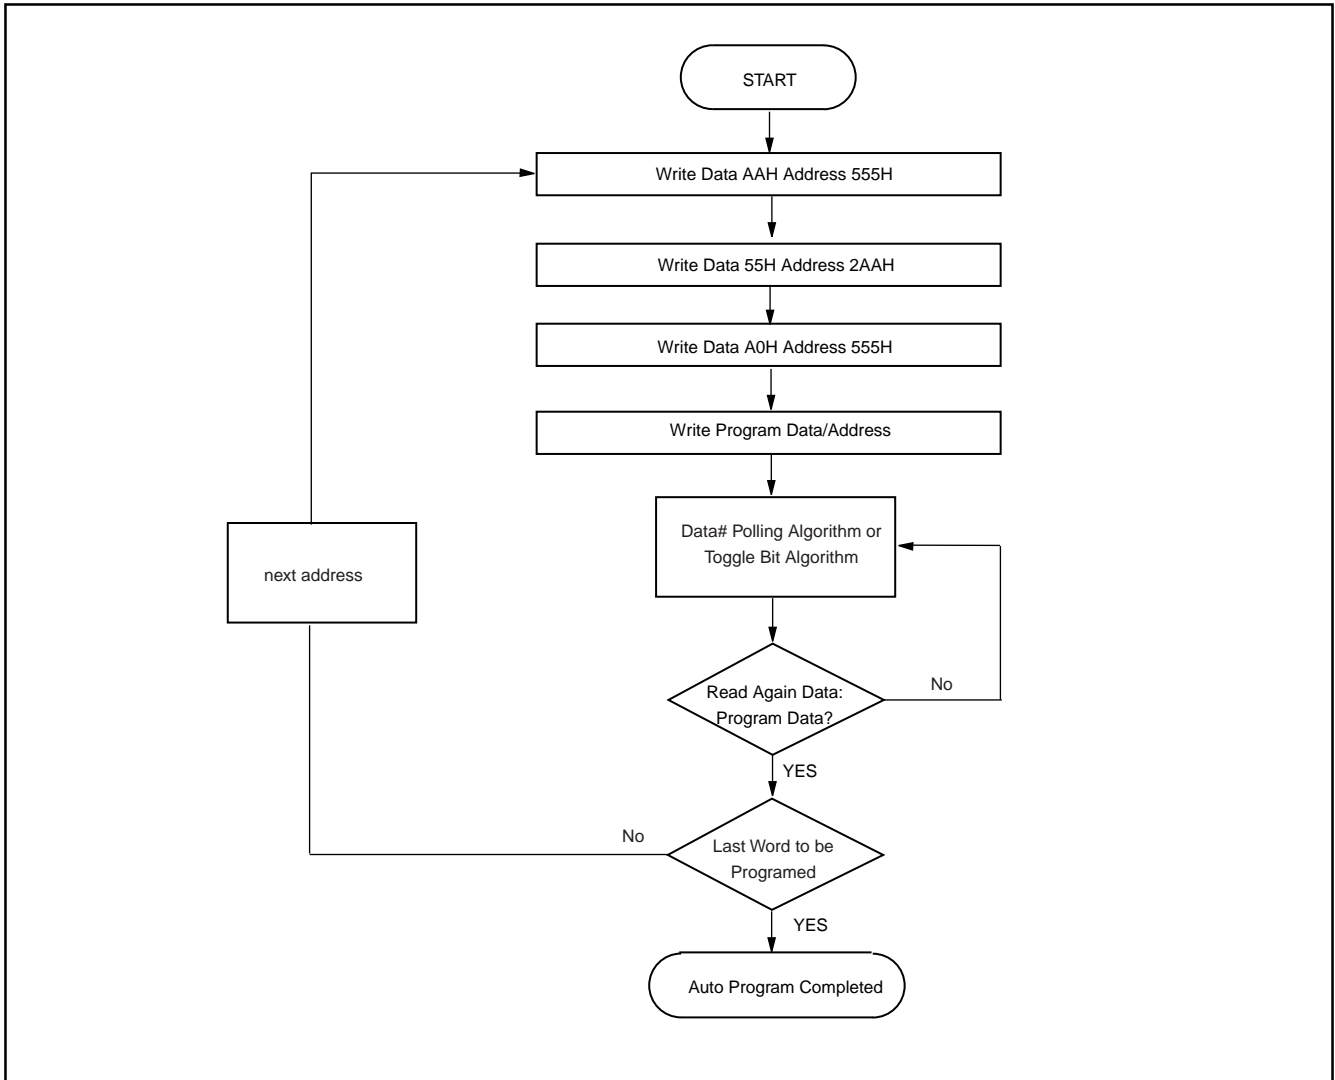 START
Write Data AAH Address 555H
Write Data 55H Address 2AAH
Write Data A0H Address 555H
Write Program Data/Address
Data# Polling Algorithm or
Toggle Bit Algorithm
next address
Read Again Data:
Program Data?
No
YES
No
Last Word to be
Programed
YES
Auto Program Completed